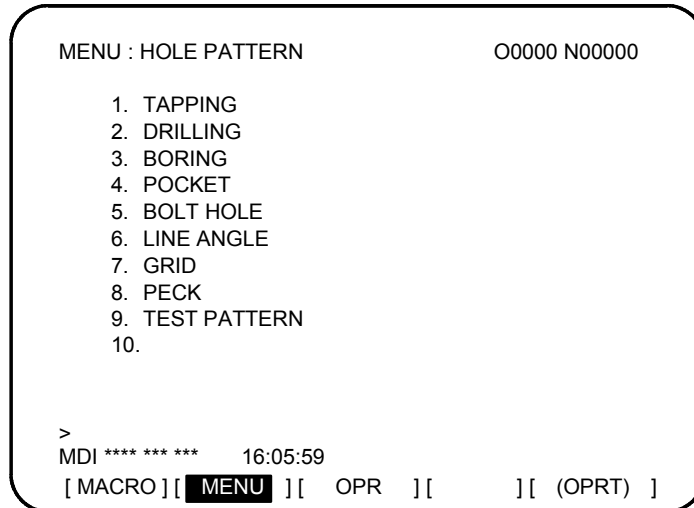 MENU : HOLE PATTERN O0000 N00000
1. TAPPING
2. DRILLING
3. BORING
4. POCKET
5. BOLT HOLE
6. LINE ANGLE
7. GRID
8. PECK
9. TEST PATTERN
10.
>
MDI **** *** *** 16:05:59
[ MACRO ] [ MENU ] [ OPR ] [ ] [ (OPRT) ]